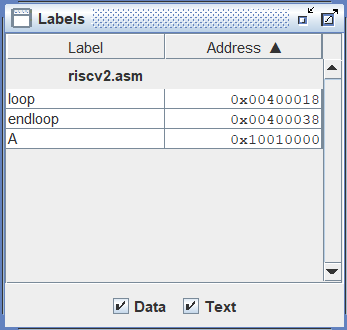 Labels
Label Address ▲
riscv2.asm
loop 0x00400018
endloop 0x00400038
A 0x10010000
Data Text